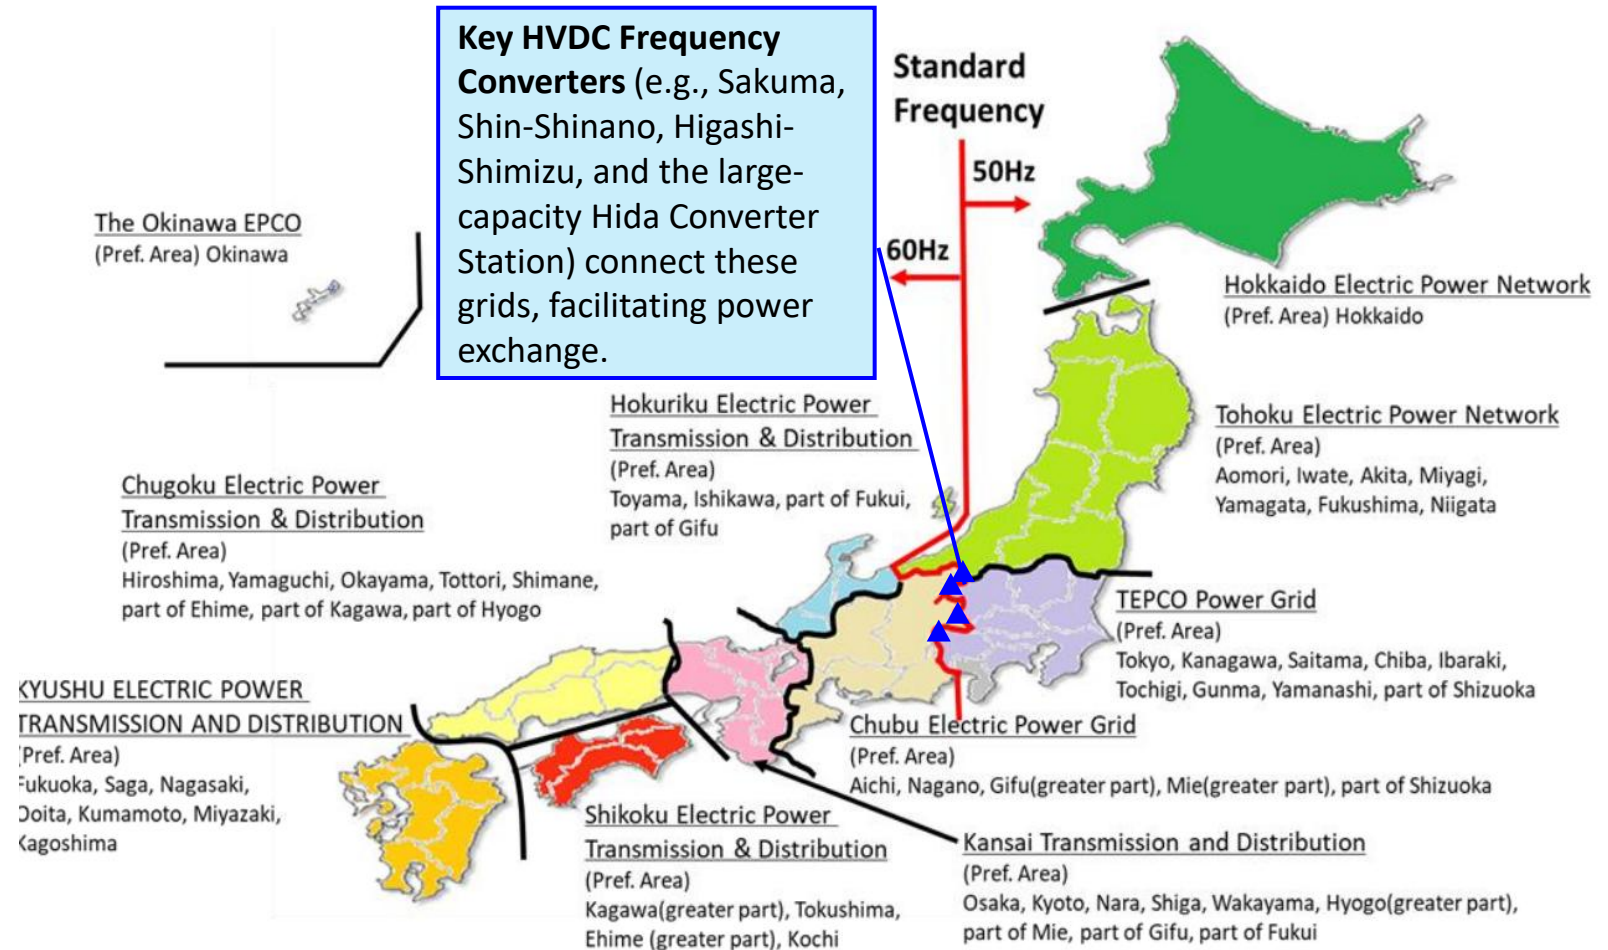 Key HVDC Frequency
Converters (e.g., Sakuma,
Shin-Shinano, Higashi-
Shimizu, and the large-
capacity Hida Converter
Station) connect these
grids, facilitating power
exchange.
Standard
Frequency
50Hz
60Hz
The Okinawa EPCO
(Pref. Area) Okinawa
Hokkaido Electric Power Network
(Pref. Area) Hokkaido
Hokuriku Electric Power
Transmission & Distribution
(Pref. Area)
Toyama, Ishikawa, part of Fukui,
part of Gifu
Tohoku Electric Power Network
(Pref. Area)
Aomori, Iwate, Akita, Miyagi,
Yamagata, Fukushima, Niigata
Chugoku Electric Power
Transmission & Distribution
(Pref. Area)
Hiroshima, Yamaguchi, Okayama, Tottori, Shimane,
part of Ehime, part of Kagawa, part of Hyogo
TEPCO Power Grid
(Pref. Area)
Tokyo, Kanagawa, Saitama, Chiba, Ibaraki,
Tochigi, Gunma, Yamanashi, part of Shizuoka
KYUSHU ELECTRIC POWER
TRANSMISSION AND DISTRIBUTION
(Pref. Area)
Fukuoka, Saga, Nagasaki,
Ooita, Kumamoto, Miyazaki,
Kagoshima
Chubu Electric Power Grid
(Pref. Area)
Aichi, Nagano, Gifu(greater part), Mie(greater part), part of Shizuoka
Shikoku Electric Power
Transmission & Distribution
(Pref. Area)
Kagawa(greater part), Tokushima,
Ehime (greater part), Kochi
Kansai Transmission and Distribution
(Pref. Area)
Osaka, Kyoto, Nara, Shiga, Wakayama, Hyogo(greater part),
part of Mie, part of Gifu, part of Fukui